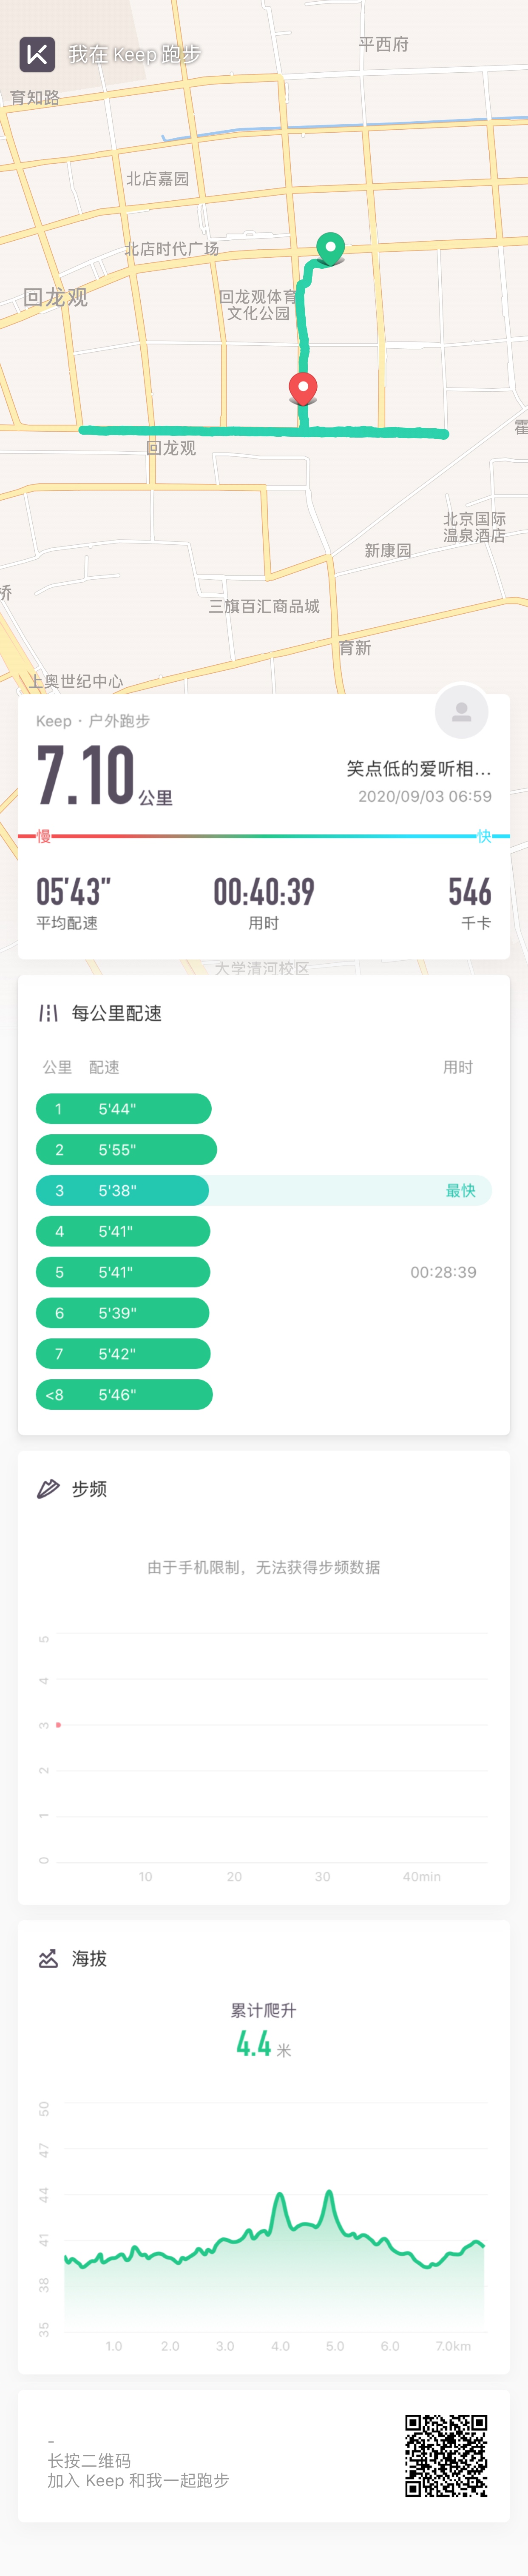 我在 Keep 跑步
平西府
育知路
北店嘉园
北店时代广场
回龙观
回龙观体育
文化公园
霍
回龙观
北京国际
温泉酒店
新康园
桥
三旗百汇商品城
育新
上奥世纪中心
Keep · 户外跑步
7.10 公里
笑点低的爱听相...
2020/09/03 06:59
慢 快
05'43" 00:40:39 546
平均配速 用时 千卡
大学清河校区
每公里配速
公里 配速 用时
1 5'44"
2 5'55"
3 5'38" 最快
4 5'41"
5 5'41" 00:28:39
6 5'39"
7 5'42"
<8 5'46"
步频
由于手机限制，无法获得步频数据
5
4
3
2
1
0
10 20 30 40min
海拔
累计爬升
4.4 米
50
47
44
41
38
35
1.0 2.0 3.0 4.0 5.0 6.0 7.0km
-
长按二维码
加入 Keep 和我一起跑步